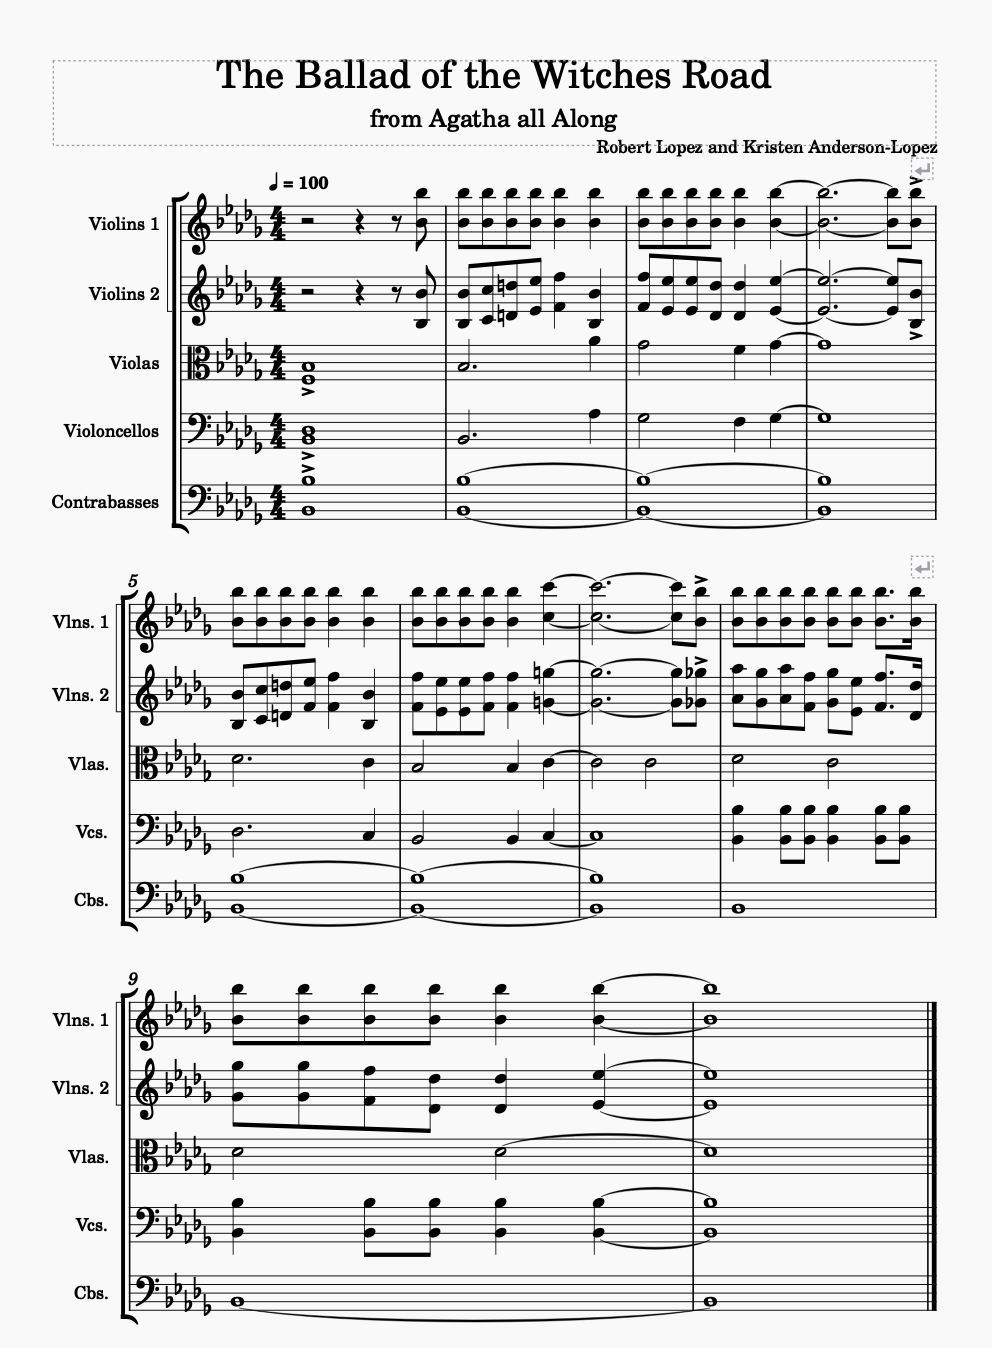 The Ballad of the Witches Road
from Agatha all Along
Robert Lopez and Kristen Anderson-Lopez
♩ = 100
Violins 1
Violins 2
Violas
Violoncellos
Contrabasses
5
Vlns. 1
Vlns. 2
Vlas.
Vcs.
Cbs.
9
Vlns. 1
Vlns. 2
Vlas.
Vcs.
Cbs.